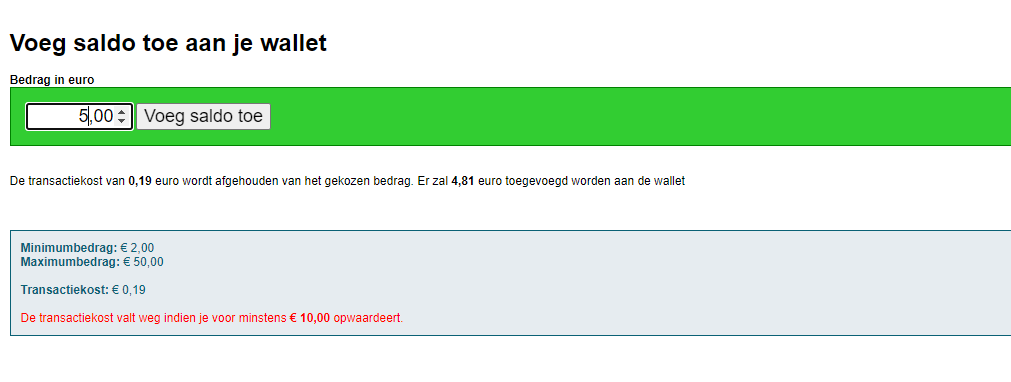 Voeg saldo toe aan je wallet
Bedrag in euro
5,00 Voeg saldo toe
De transactiekost van 0,19 euro wordt afgehouden van het gekozen bedrag. Er zal 4,81 euro toegevoegd worden aan de wallet
Minimumbedrag: € 2,00
Maximumbedrag: € 50,00
Transactiekost: € 0,19
De transactiekost valt weg indien je voor minstens € 10,00 opwaardeert.